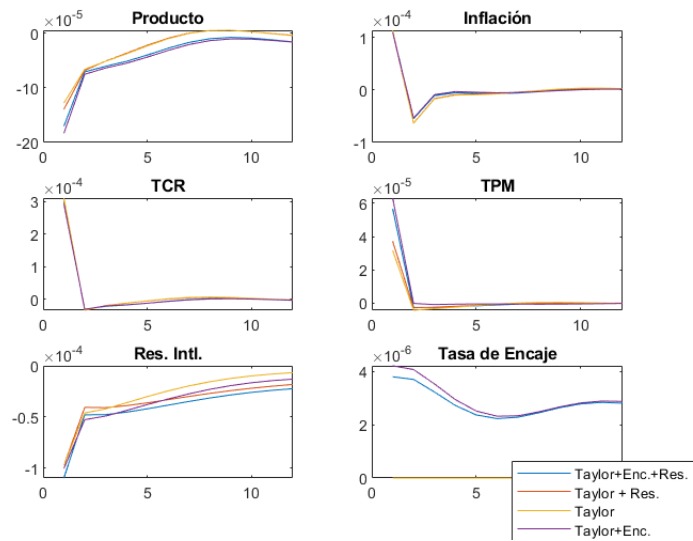 ×10⁻⁵ Producto
0
-10
-20
0 5 10
×10⁻⁴ Inflación
1
0
-1
0 5 10
×10⁻⁴ TCR
3
2
1
0
0 5 10
×10⁻⁵ TPM
6
4
2
0
0 5 10
×10⁻⁴ Res. Intl.
0
-0.5
-1
0 5 10
×10⁻⁶ Tasa de Encaje
4
2
0
0 5
Taylor+Enc.+Res.
Taylor + Res.
Taylor
Taylor+Enc.